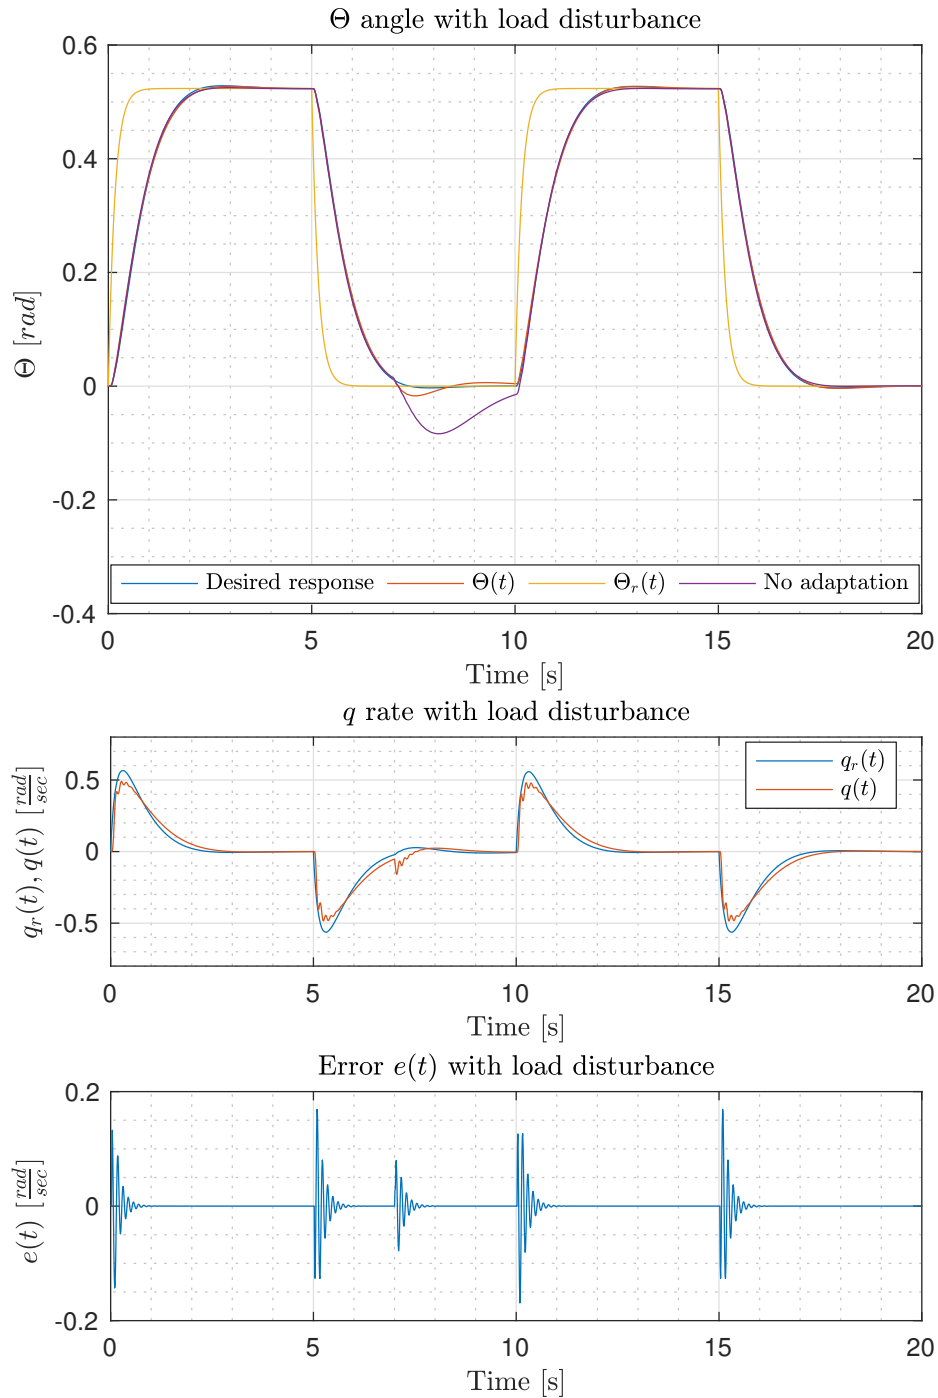 Θ angle with load disturbance
0.6
0.4
0.2
0
-0.2
-0.4
Θ [rad]
Desired response Θ(t) Θr(t) No adaptation
0 5 10 15 20
Time [s]
q rate with load disturbance
0.5
0
-0.5
qr(t), q(t) [rad/sec]
qr(t)
q(t)
0 5 10 15 20
Time [s]
Error e(t) with load disturbance
0.2
0
-0.2
e(t) [rad/sec]
0 5 10 15 20
Time [s]